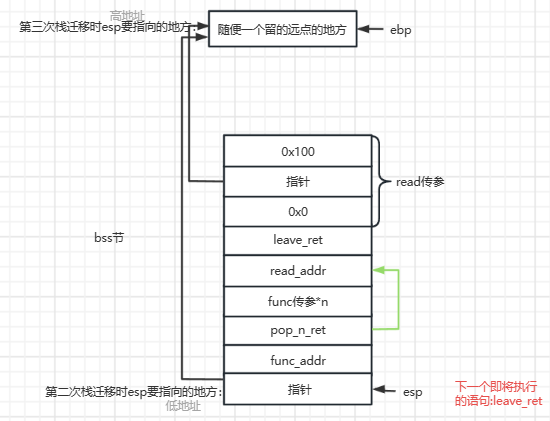 高地址
第三次栈迁移时esp要指向的地方:
随便一个留的远点的地方
ebp
0x100
指针
read传参
0x0
bss节
leave_ret
read_addr
func传参*n
pop_n_ret
func_addr
第二次栈迁移时esp要指向的地方:
指针
esp
低地址
下一个即将执行
的语句:leave_ret